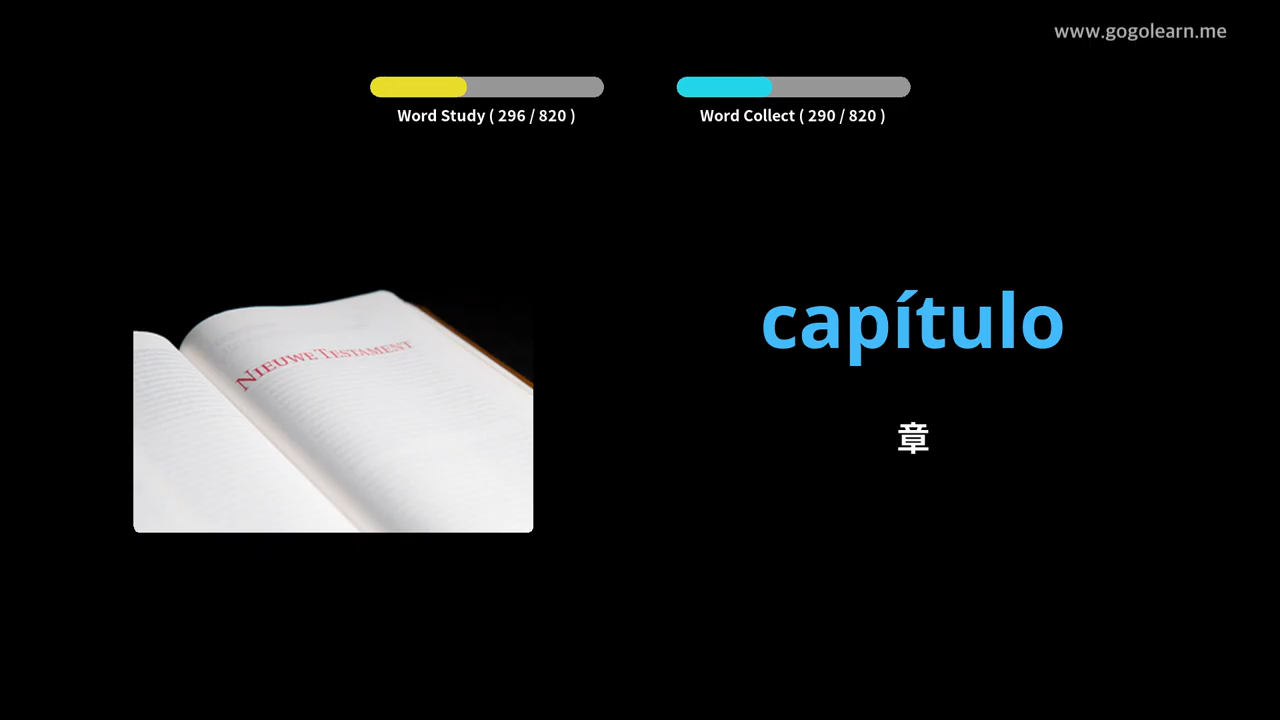 www.gogolearn.me
Word Study ( 296 / 820 )
Word Collect ( 290 / 820 )
NIEUWE TESTAMENT
capítulo
章